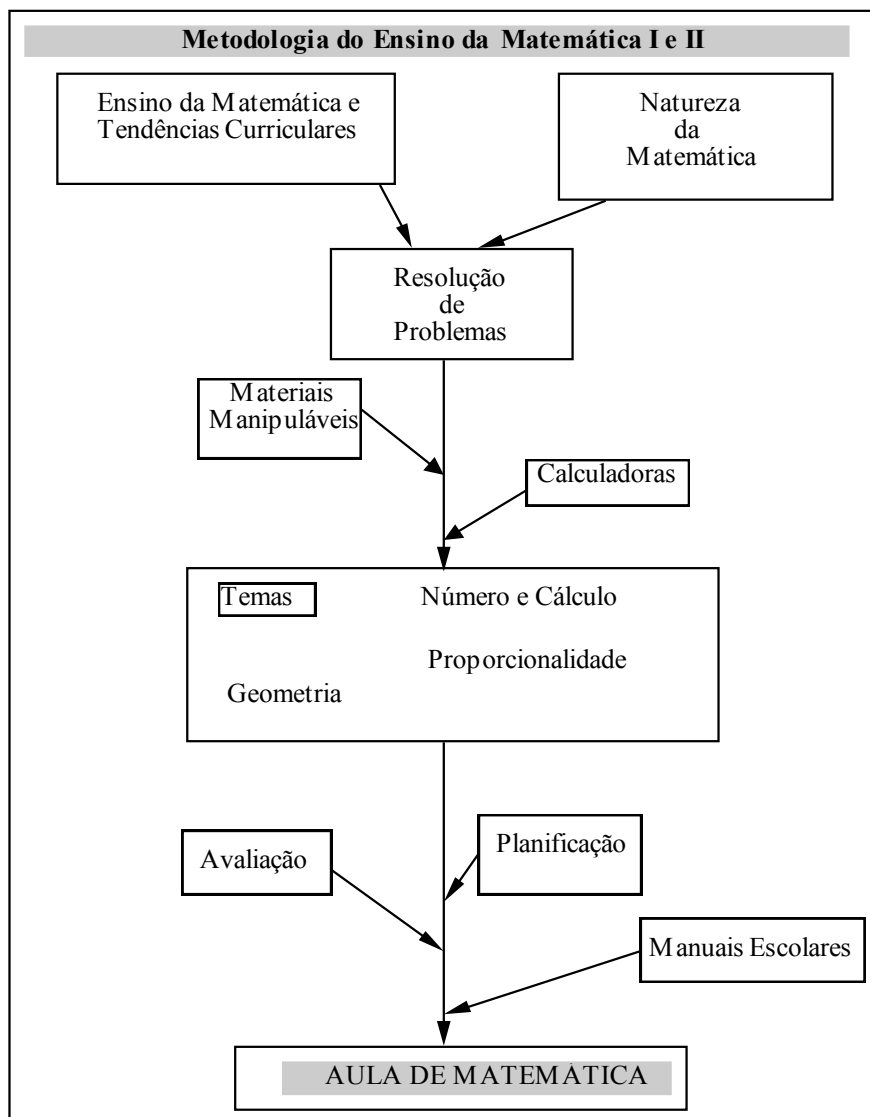 Metodologia do Ensino da Matemática I e II
Ensino da Matemática e
Tendências Curriculares
Natureza
da
Matemática
Resolução
de
Problemas
Materiais
Manipuláveis
Calculadoras
Temas
Número e Cálculo
Proporcionalidade
Geometria
Planificação
Avaliação
Manuais Escolares
AULA DE MATEMÁTICA